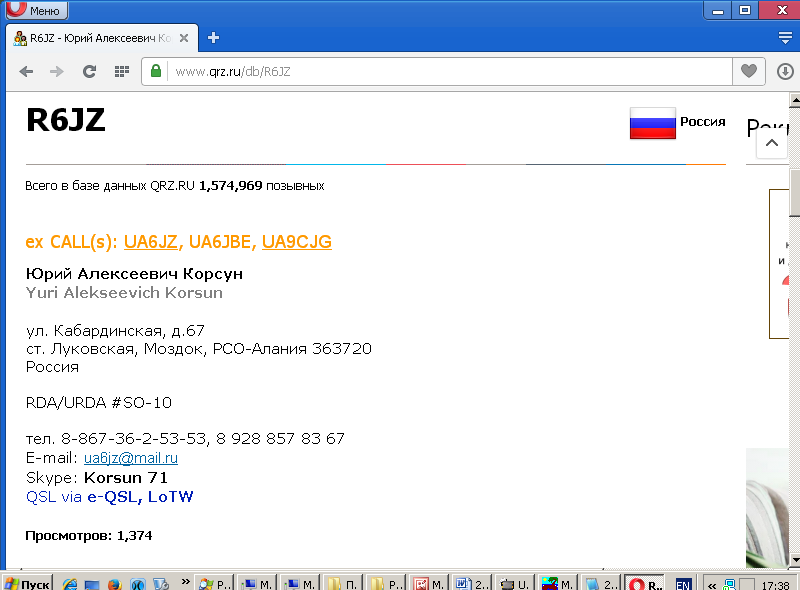 Меню
R6JZ - Юрий Алексеевич Ко
www.qrz.ru/db/R6JZ
R6JZ
Россия
Всего в базе данных QRZ.RU 1,574,969 позывных
ex CALL(s): UA6JZ, UA6JBE, UA9CJG
Юрий Алексеевич Корсун
Yuri Alekseevich Korsun
ул. Кабардинская, д.67
ст. Луковская, Моздок, РСО-Алания 363720
Россия
RDA/URDA #SO-10
тел. 8-867-36-2-53-53, 8 928 857 83 67
E-mail: ua6jz@mail.ru
Skype: Korsun 71
QSL via e-QSL, LoTW
Просмотров: 1,374
Пуск » P.. M. M. П. P.. M. 2.. U. M. 2.. R.. EN « 17:38